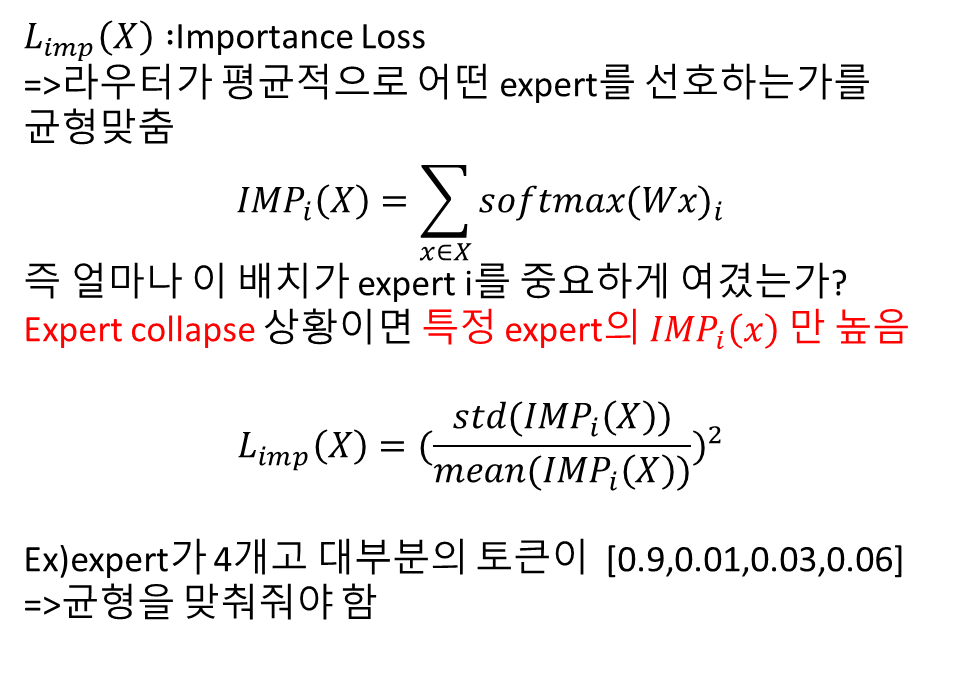 L_imp(X) :Importance Loss
=>라우터가 평균적으로 어떤 expert를 선호하는가를
균형맞춤
IMP_i(X) = ∑_{x∈X} softmax(Wx)_i
즉 얼마나 이 배치가 expert i를 중요하게 여겼는가?
Expert collapse 상황이면 특정 expert의 IMP_i(x) 만 높음
L_imp(X) = (std(IMP_i(X))/mean(IMP_i(X)))^2
Ex)expert가 4개고 대부분의 토큰이 [0.9,0.01,0.03,0.06]
=>균형을 맞춰줘야 함